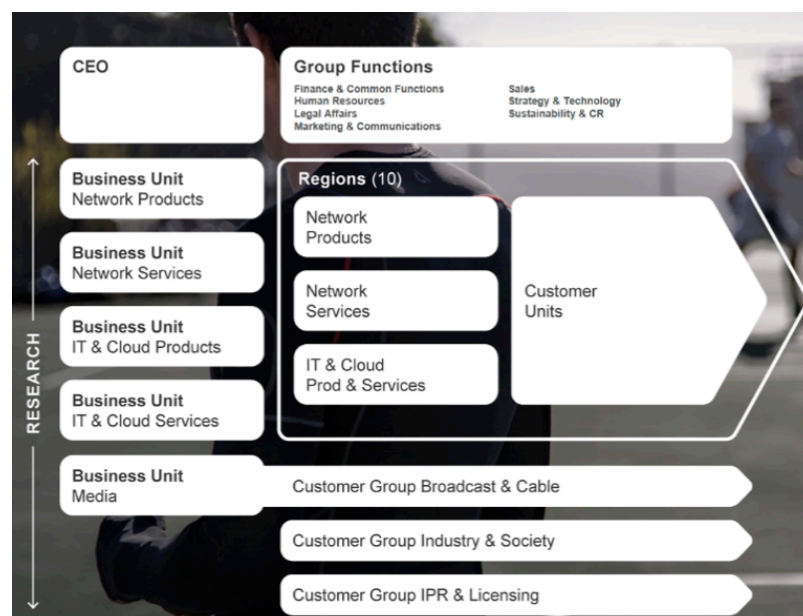 CEO
Group Functions
Finance & Common Functions
Human Resources
Legal Affairs
Marketing & Communications
Sales
Strategy & Technology
Sustainability & CR
RESEARCH
Business Unit
Network Products
Business Unit
Network Services
Business Unit
IT & Cloud Products
Business Unit
IT & Cloud Services
Business Unit
Media
Regions (10)
Network
Products
Network
Services
IT & Cloud
Prod & Services
Customer
Units
Customer Group Broadcast & Cable
Customer Group Industry & Society
Customer Group IPR & Licensing